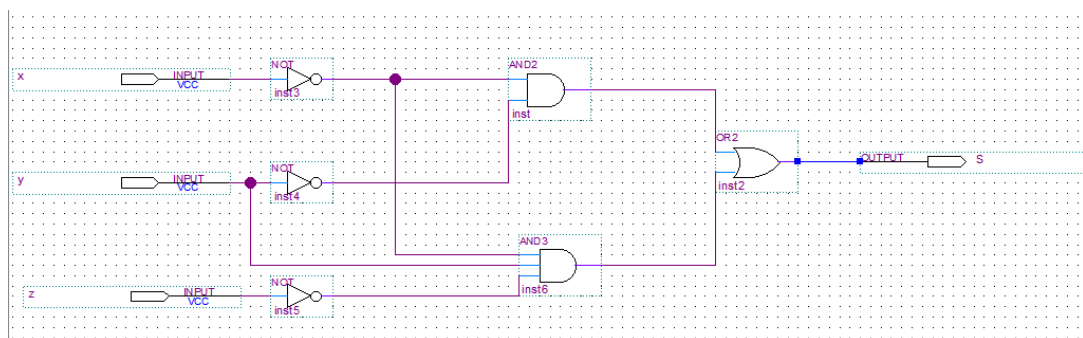 x
INPUT
VCC
NOT
inst3
AND2
inst
OR2
inst2
OUTPUT
S
y
INPUT
VCC
NOT
inst4
AND3
inst6
z
INPUT
VCC
NOT
inst5